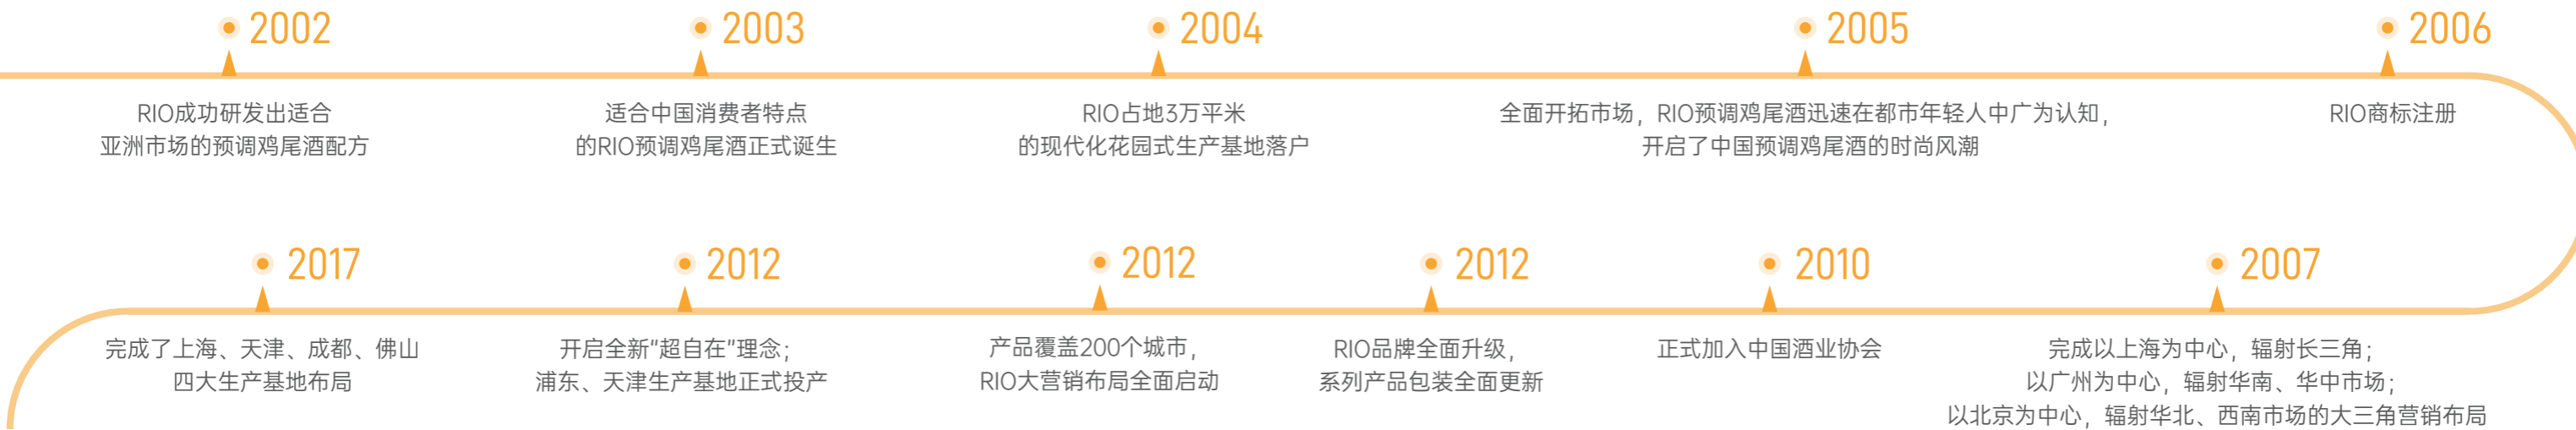 2002
RIO成功研发出适合
亚洲市场的预调鸡尾酒配方
2003
适合中国消费者特点
的RIO预调鸡尾酒正式诞生
2004
RIO占地3万平米
的现代化花园式生产基地落户
2005
全面开拓市场，RIO预调鸡尾酒迅速在都市年轻人中广为认知，
开启了中国预调鸡尾酒的时尚风潮
2006
RIO商标注册
2007
完成以上海为中心，辐射长三角；
以广州为中心，辐射华南、华中市场；
以北京为中心，辐射华北、西南市场的大三角营销布局
2010
正式加入中国酒业协会
2012
RIO品牌全面升级，
系列产品包装全面更新
2012
产品覆盖200个城市，
RIO大营销布局全面启动
2012
开启全新“超自在”理念；
浦东、天津生产基地正式投产
2017
完成了上海、天津、成都、佛山
四大生产基地布局